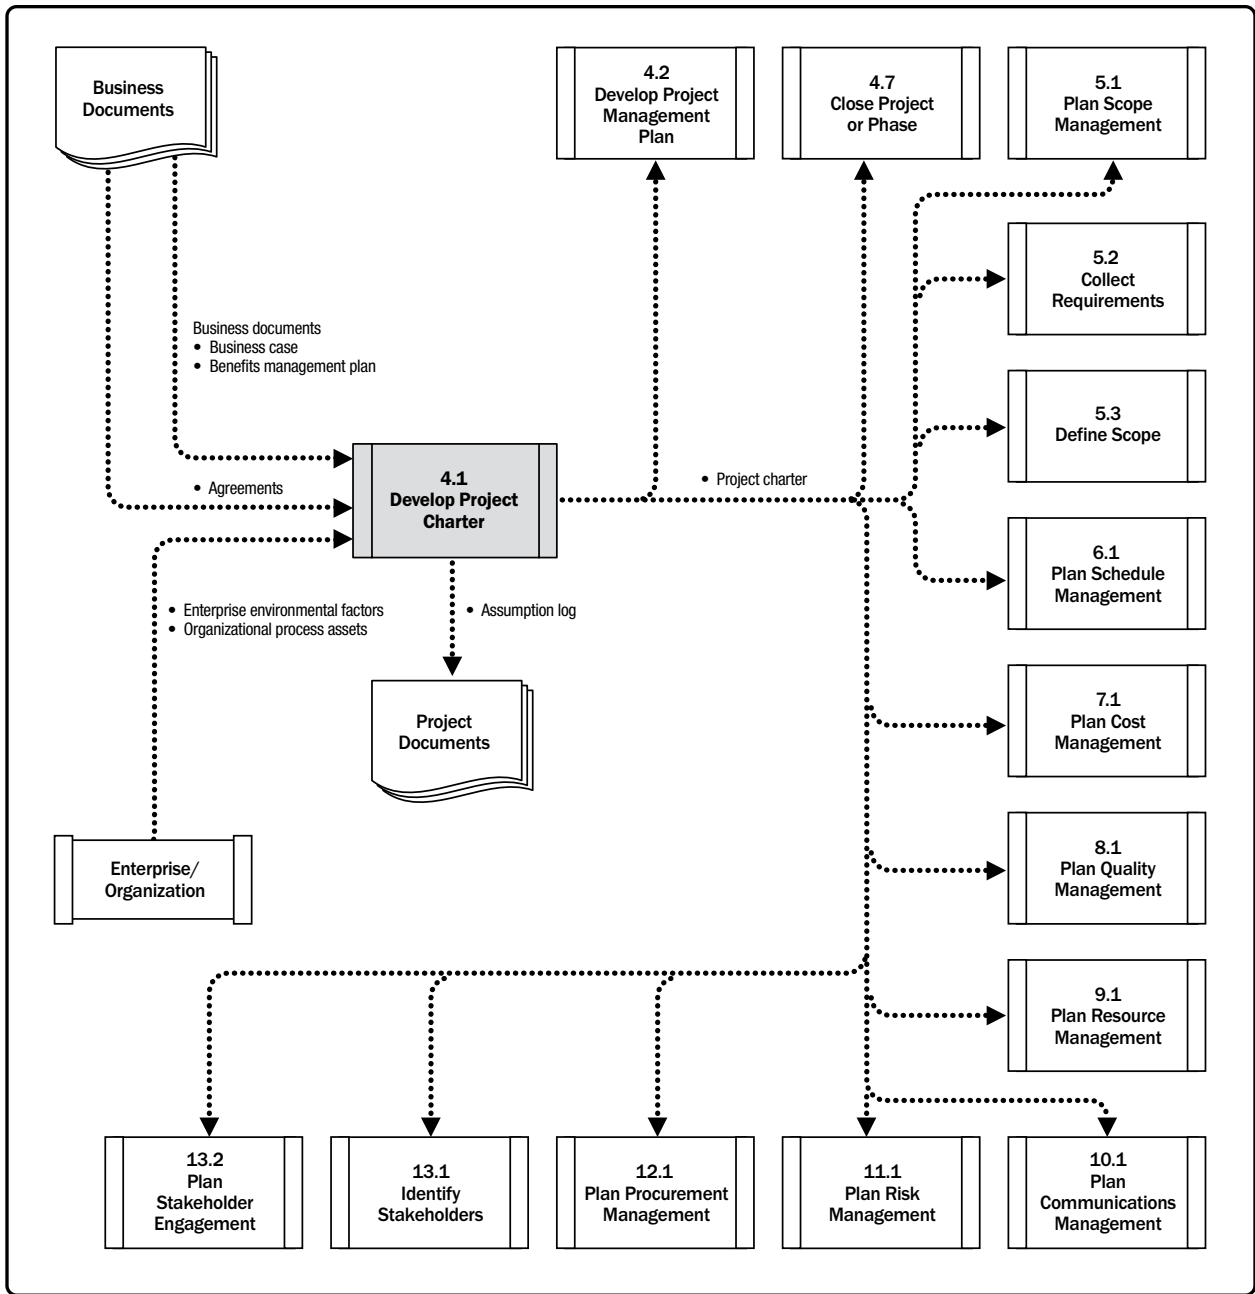 Business
Documents
4.2
Develop Project
Management
Plan
4.7
Close Project
or Phase
5.1
Plan Scope
Management
5.2
Collect
Requirements
Business documents
• Business case
• Benefits management plan
5.3
Define Scope
4.1
Develop Project
Charter
• Agreements
• Project charter
6.1
Plan Schedule
Management
• Enterprise environmental factors
• Organizational process assets
• Assumption log
Project
Documents
7.1
Plan Cost
Management
Enterprise/
Organization
8.1
Plan Quality
Management
9.1
Plan Resource
Management
13.2
Plan
Stakeholder
Engagement
13.1
Identify
Stakeholders
12.1
Plan Procurement
Management
11.1
Plan Risk
Management
10.1
Plan
Communications
Management